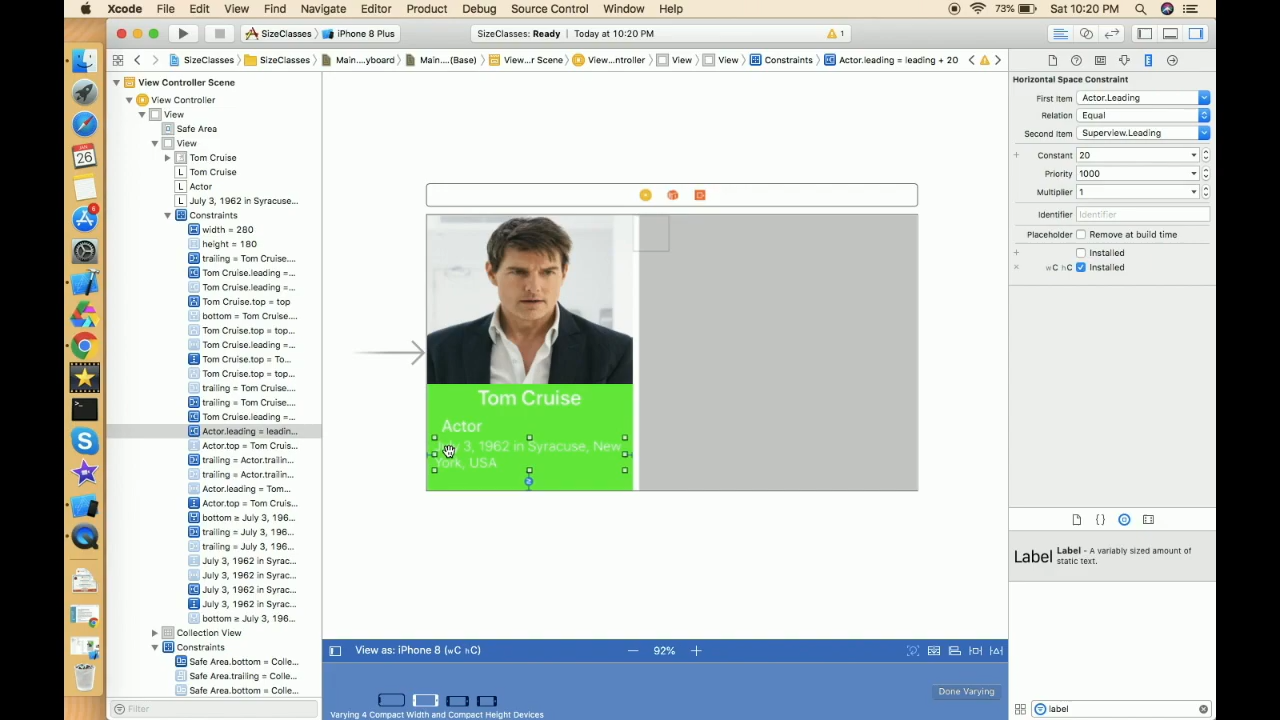 Xcode File Edit View Find Navigate Editor Product Debug Source Control Window Help
73% Sat 10:20 PM
SizeClasses iPhone 8 Plus
SizeClasses: Ready | Today at 10:20 PM
1
SizeClasses SizeClasses Main....yboard Main....(Base) View...r Scene View...ntroller View View Constraints Actor.leading = leading + 20
View Controller Scene
View Controller
View
Safe Area
View
Tom Cruise
L Tom Cruise
L Actor
L July 3, 1962 in Syracuse...
Constraints
width = 280
height = 180
trailing = Tom Cruise....
Tom Cruise.leading =...
Tom Cruise.leading =...
Tom Cruise.top = top
bottom = Tom Cruise....
Tom Cruise.top = top...
Tom Cruise.leading =...
Tom Cruise.top = To...
Tom Cruise.top = top...
trailing = Tom Cruise....
trailing = Tom Cruise....
Tom Cruise.leading =...
Actor.leading = leadin...
Actor.top = Tom Cruis...
trailing = Actor.trailin...
trailing = Actor.trailin...
Actor.leading = Tom...
Actor.top = Tom Cruis...
bottom ≥ July 3, 196...
trailing = July 3, 196...
trailing = July 3, 196...
July 3, 1962 in Syrac...
July 3, 1962 in Syrac...
July 3, 1962 in Syrac...
July 3, 1962 in Syrac...
bottom ≥ July 3, 196...
Collection View
Constraints
Safe Area.bottom = Colle...
Safe Area.trailing = Colle...
Safe Area.bottom = Colle...
Filter
JAN
26
6
S
Tom Cruise
Actor
July 3, 1962 in Syracuse, New
York, USA
View as: iPhone 8 (wC hC)
92%
Varying 4 Compact Width and Compact Height Devices
Done Varying
Horizontal Space Constraint
First Item Actor.Leading
Relation Equal
Second Item Superview.Leading
+ Constant 20
Priority 1000
Multiplier 1
Identifier Identifier
Placeholder Remove at build time
+ Installed
× wC hC Installed
Label Label - A variably sized amount of
static text.
label